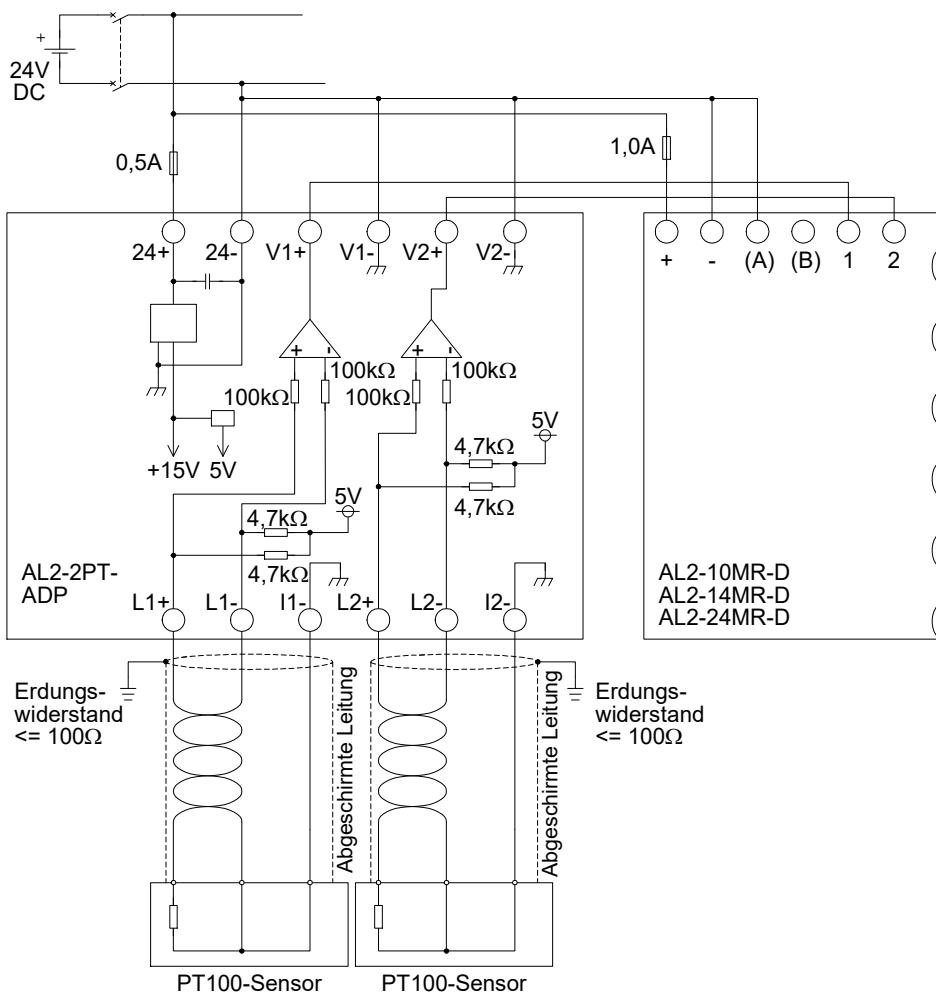 +
24V
DC
0,5A
1,0A
24+ 24- V1+ V1- V2+ V2-
+ - (A) (B) 1 2
+ - + -
100kΩ 100kΩ
100kΩ 100kΩ
5V
4,7kΩ
+15V 5V
4,7kΩ
5V
4,7kΩ
4,7kΩ
AL2-2PT-
ADP
AL2-10MR-D
AL2-14MR-D
AL2-24MR-D
L1+ L1- I1- L2+ L2- I2-
Erdungs-
widerstand
<= 100Ω
Abgeschirmte Leitung
Abgeschirmte Leitung
Erdungs-
widerstand
<= 100Ω
PT100-Sensor PT100-Sensor